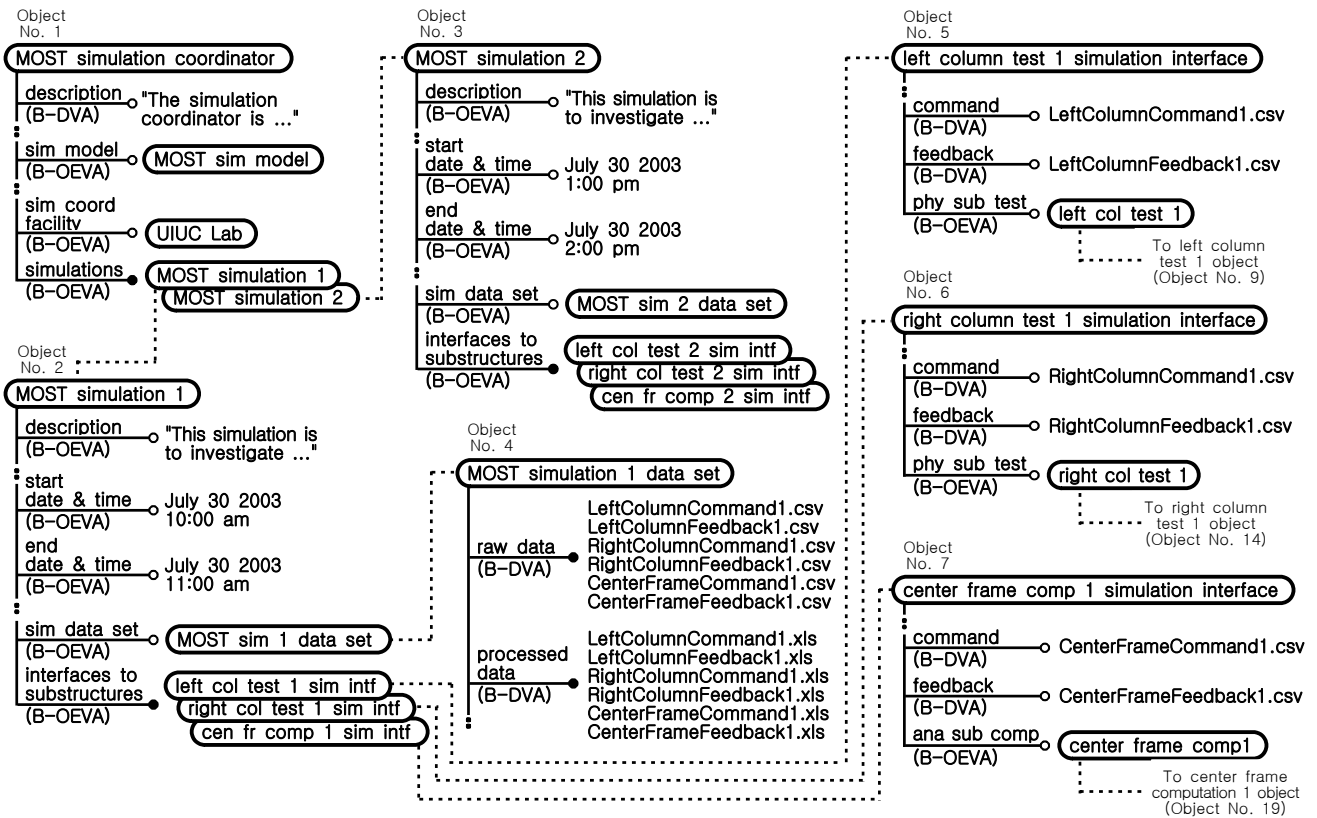 Object
No. 1
MOST simulation coordinator
description
(B-DVA)
"The simulation
coordinator is ..."
sim model
(B-OEVA)
MOST sim model
sim coord
facility
(B-OEVA)
UIUC Lab
simulations
(B-OEVA)
MOST simulation 1
MOST simulation 2
Object
No. 2
MOST simulation 1
description
(B-OEVA)
"This simulation is
to investigate ..."
start
date & time
(B-OEVA)
July 30 2003
10:00 am
end
date & time
(B-OEVA)
July 30 2003
11:00 am
sim data set
(B-OEVA)
MOST sim 1 data set
interfaces to
substructures
(B-OEVA)
left col test 1 sim intf
right col test 1 sim intf
cen fr comp 1 sim intf
Object
No. 3
MOST simulation 2
description
(B-OEVA)
"This simulation is
to investigate ..."
start
date & time
(B-OEVA)
July 30 2003
1:00 pm
end
date & time
(B-OEVA)
July 30 2003
2:00 pm
sim data set
(B-OEVA)
MOST sim 2 data set
interfaces to
substructures
(B-OEVA)
left col test 2 sim intf
right col test 2 sim intf
cen fr comp 2 sim intf
Object
No. 4
MOST simulation 1 data set
raw data
(B-DVA)
LeftColumnCommand1.csv
LeftColumnFeedback1.csv
RightColumnCommand1.csv
RightColumnFeedback1.csv
CenterFrameCommand1.csv
CenterFrameFeedback1.csv
processed
data
(B-DVA)
LeftColumnCommand1.xls
LeftColumnFeedback1.xls
RightColumnCommand1.xls
RightColumnFeedback1.xls
CenterFrameCommand1.xls
CenterFrameFeedback1.xls
Object
No. 5
left column test 1 simulation interface
command
(B-DVA)
LeftColumnCommand1.csv
feedback
(B-DVA)
LeftColumnFeedback1.csv
phy sub test
(B-OEVA)
left col test 1
To left column
test 1 object
(Object No. 9)
Object
No. 6
right column test 1 simulation interface
command
(B-DVA)
RightColumnCommand1.csv
feedback
(B-DVA)
RightColumnFeedback1.csv
phy sub test
(B-OEVA)
right col test 1
To right column
test 1 object
(Object No. 14)
Object
No. 7
center frame comp 1 simulation interface
command
(B-DVA)
CenterFrameCommand1.csv
feedback
(B-DVA)
CenterFrameFeedback1.csv
ana sub comp
(B-OEVA)
center frame comp1
To center frame
computation 1 object
(Object No. 19)